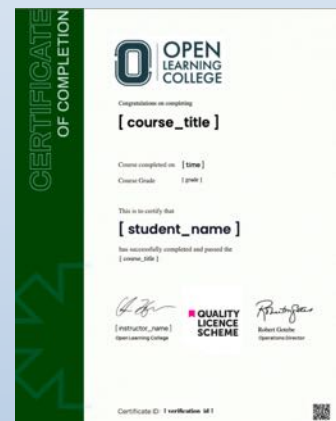 CERTIFICATE
OF COMPLETION
OPEN
LEARNING
COLLEGE
Congratulations on completing
[ course_title ]
Course completed on [ time ]
Course Grade [ grade ]
This is to certify that
[ student_name ]
has successfully completed and passed the
[ course_title ]
[ instructor_name ]
Open Learning College
QUALITY
LICENCE
SCHEME
Robert Gotobe
Operations Director
Certificate ID: [ verification_id ]